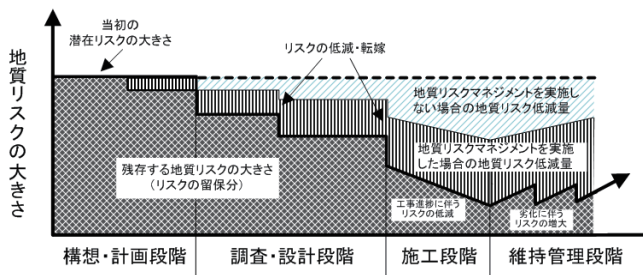 当初の
潜在リスクの大きさ
リスクの低減・転嫁
地質リスクマネジメントを実施し
ない場合の地質リスク低減量
地質リスクマネジメントを実施
した場合の地質リスク低減量
残存する地質リスクの大きさ
（リスクの留保分）
工事進捗に伴う
リスクの低減
劣化に伴う
リスクの増大
地質リスクの大きさ
構想・計画段階
調査・設計段階
施工段階
維持管理段階